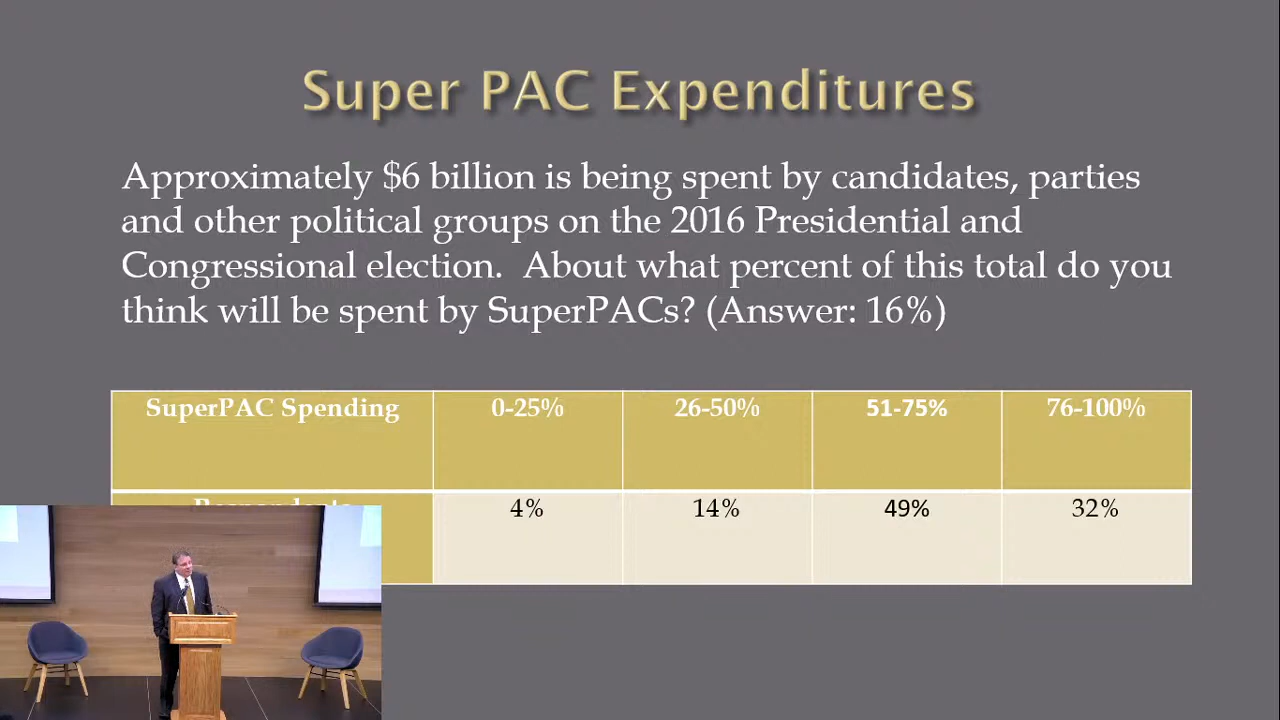 Super PAC Expenditures
Approximately $6 billion is being spent by candidates, parties
and other political groups on the 2016 Presidential and
Congressional election.  About what percent of this total do you
think will be spent by SuperPACs? (Answer: 16%)
SuperPAC Spending 0-25% 26-50% 51-75% 76-100%
4% 14% 49% 32%